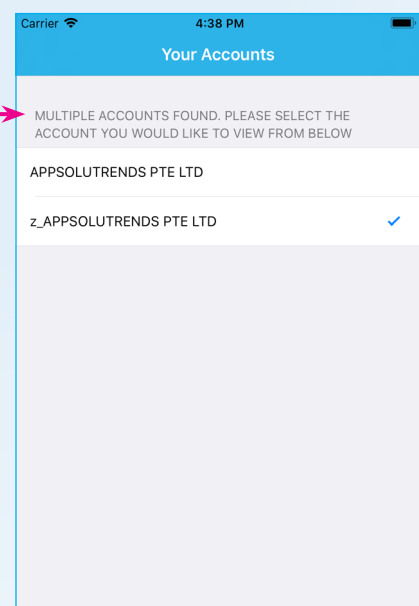 Carrier 4:38 PM
Your Accounts
MULTIPLE ACCOUNTS FOUND. PLEASE SELECT THE
ACCOUNT YOU WOULD LIKE TO VIEW FROM BELOW
APPSOLUTRENDS PTE LTD
z_APPSOLUTRENDS PTE LTD